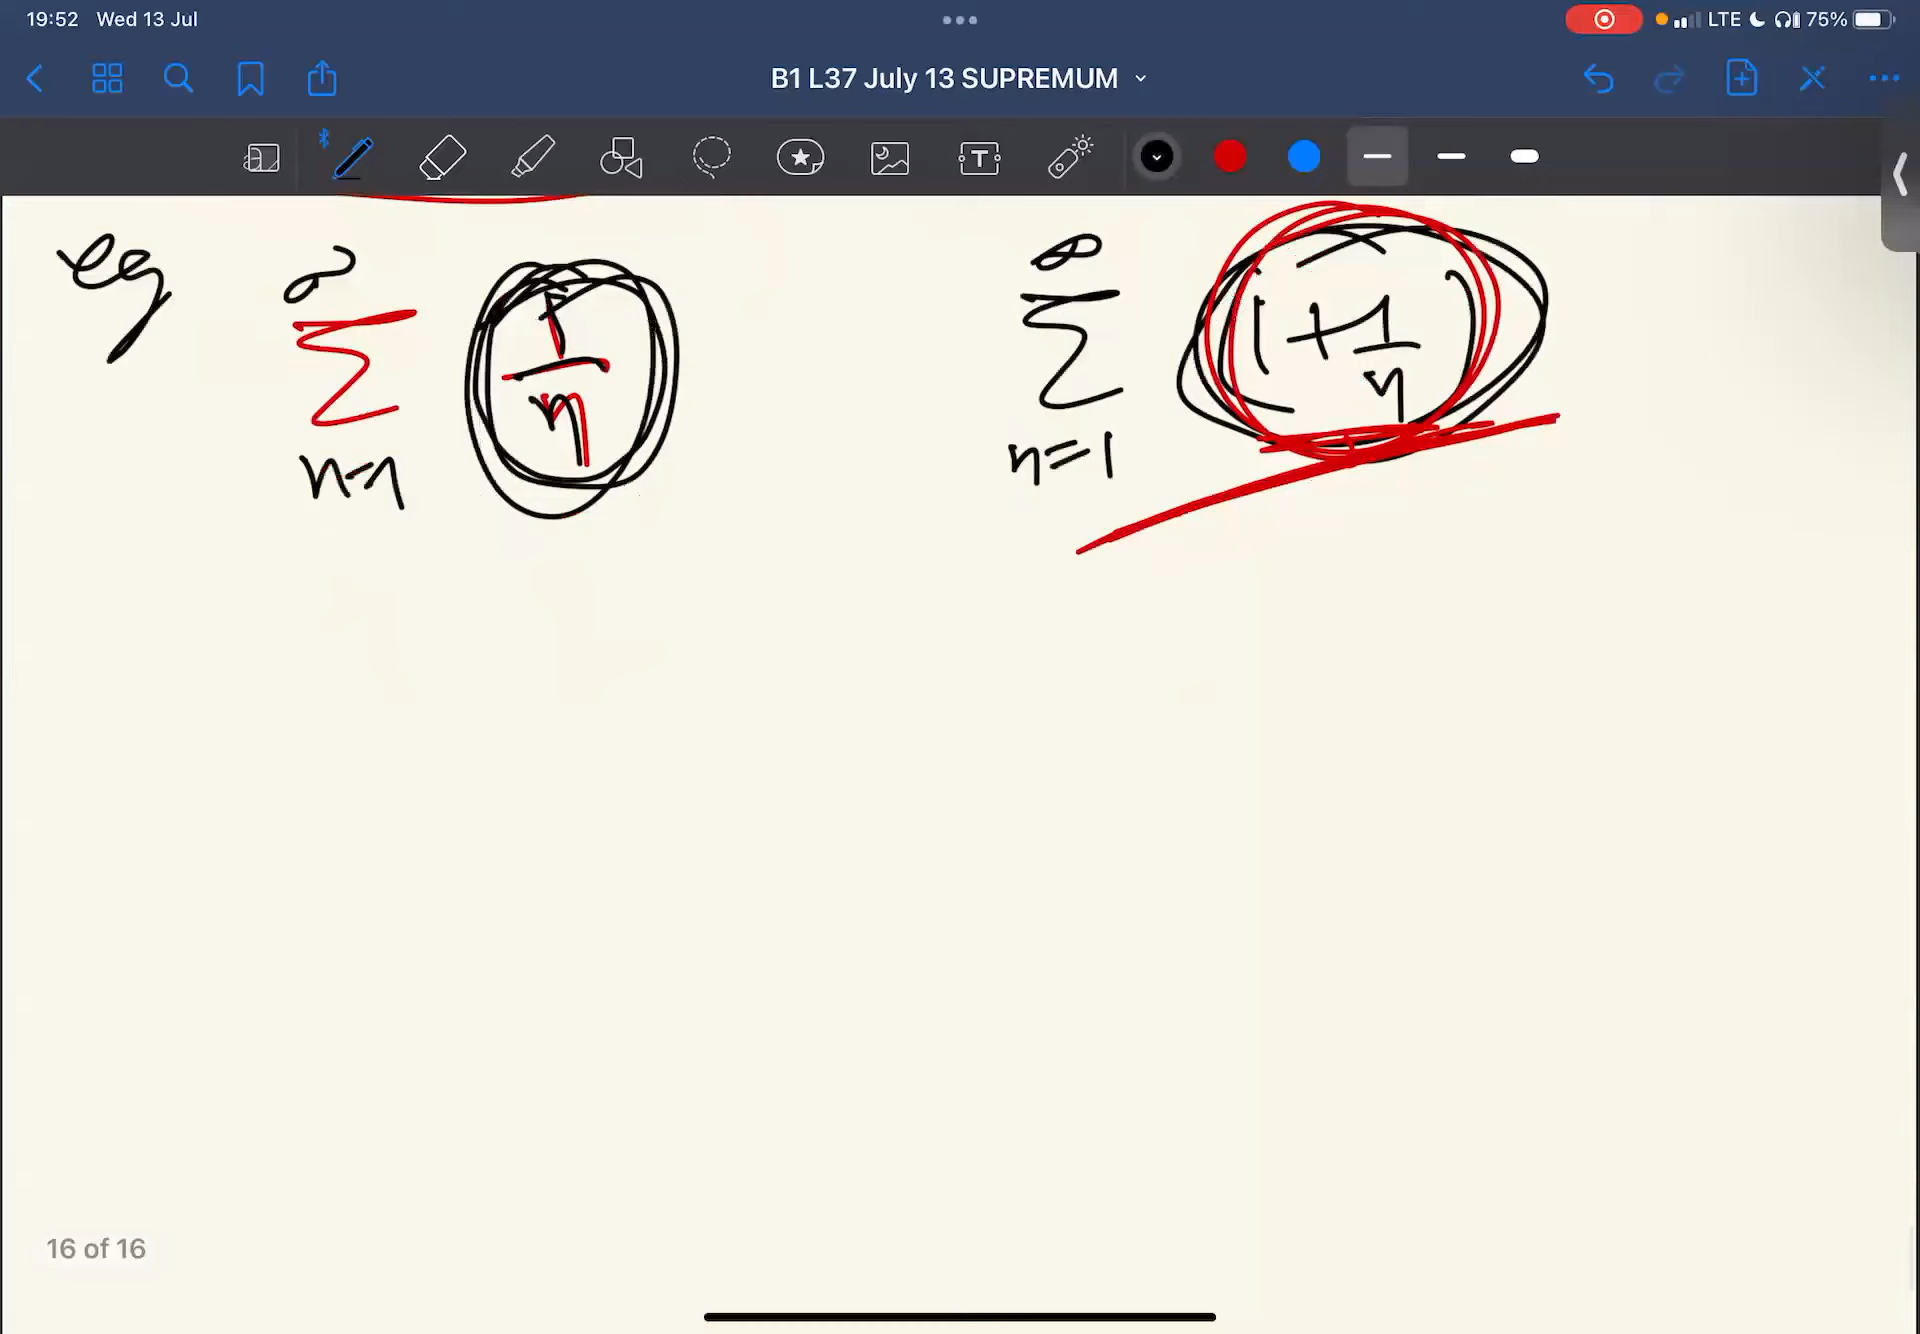 19:52 Wed 13 Jul
LTE 75%
B1 L37 July 13 SUPREMUM
eg
∞ ∞
∑ 1/n ∑ (1+1/n)
n=1 n=1
16 of 16